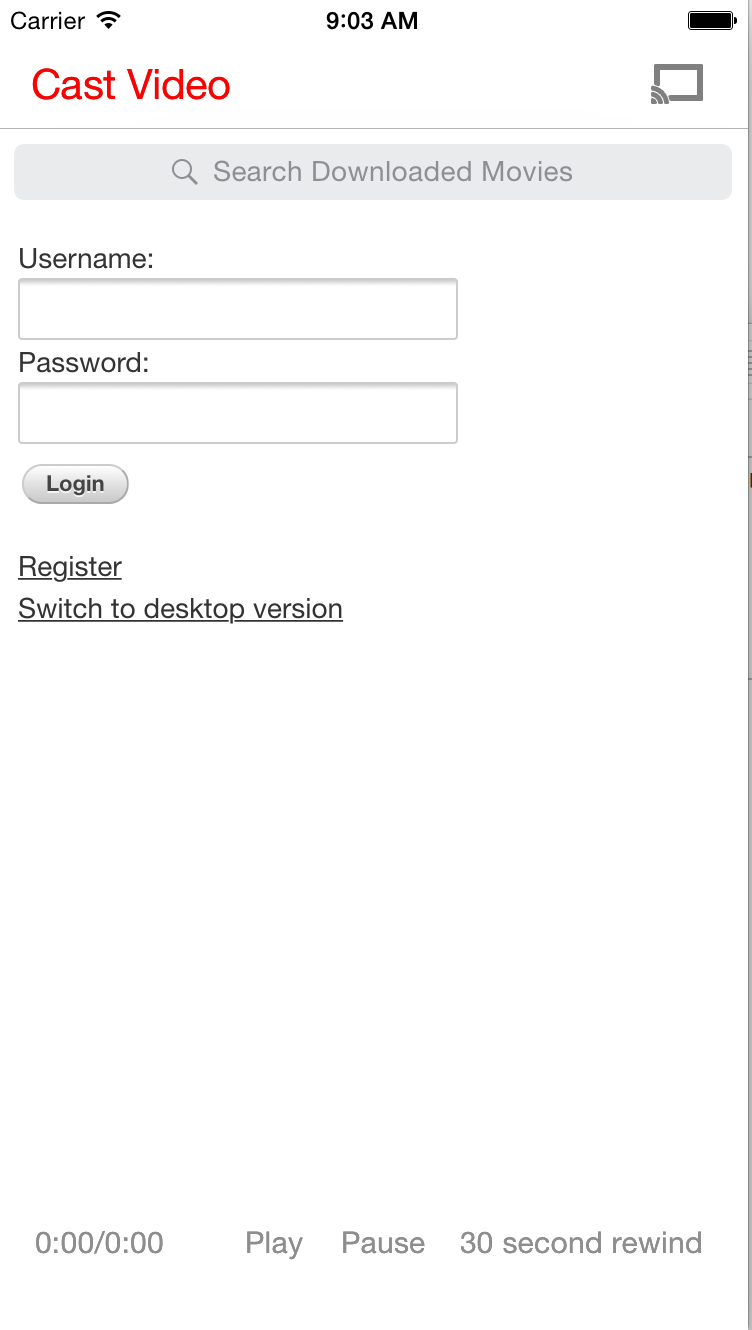 Carrier 9:03 AM
Cast Video
Search Downloaded Movies
Username:
Password:
Login
Register
Switch to desktop version
0:00/0:00 Play Pause 30 second rewind